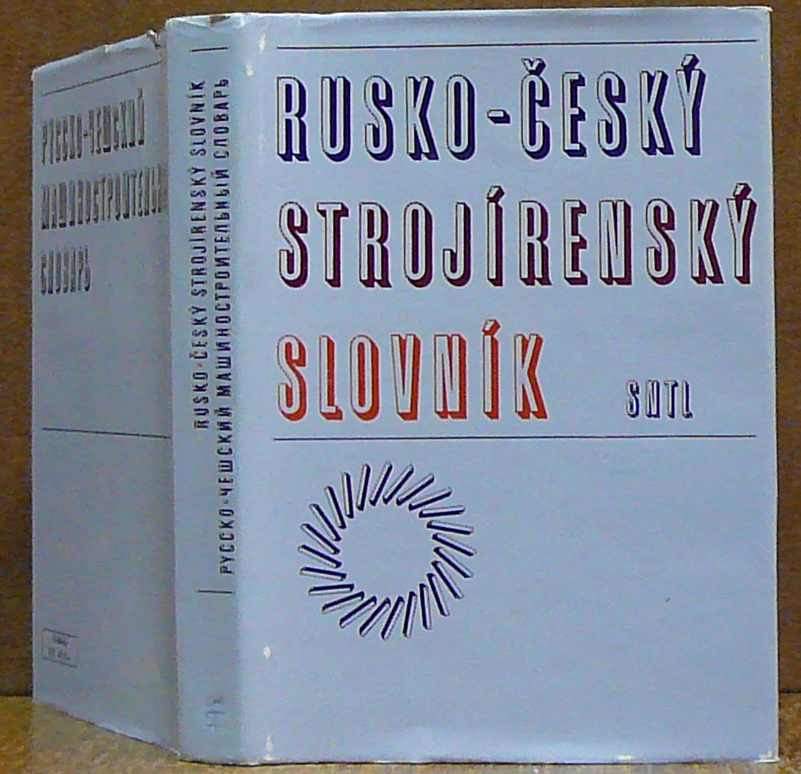 RUSKO-ČESKÝ
STROJÍRENSKÝ
SLOVNÍK
SNTL
RUSKO-ČESKÝ STROJÍRENSKÝ SLOVNÍK
РУССКО-ЧЕШСКИЙ МАШИНОСТРОИТЕЛЬНЫЙ СЛОВАРЬ
РУССКО-ЧЕШСКИЙ
МАШИНОСТРОИТЕЛЬНЫЙ
СЛОВАРЬ